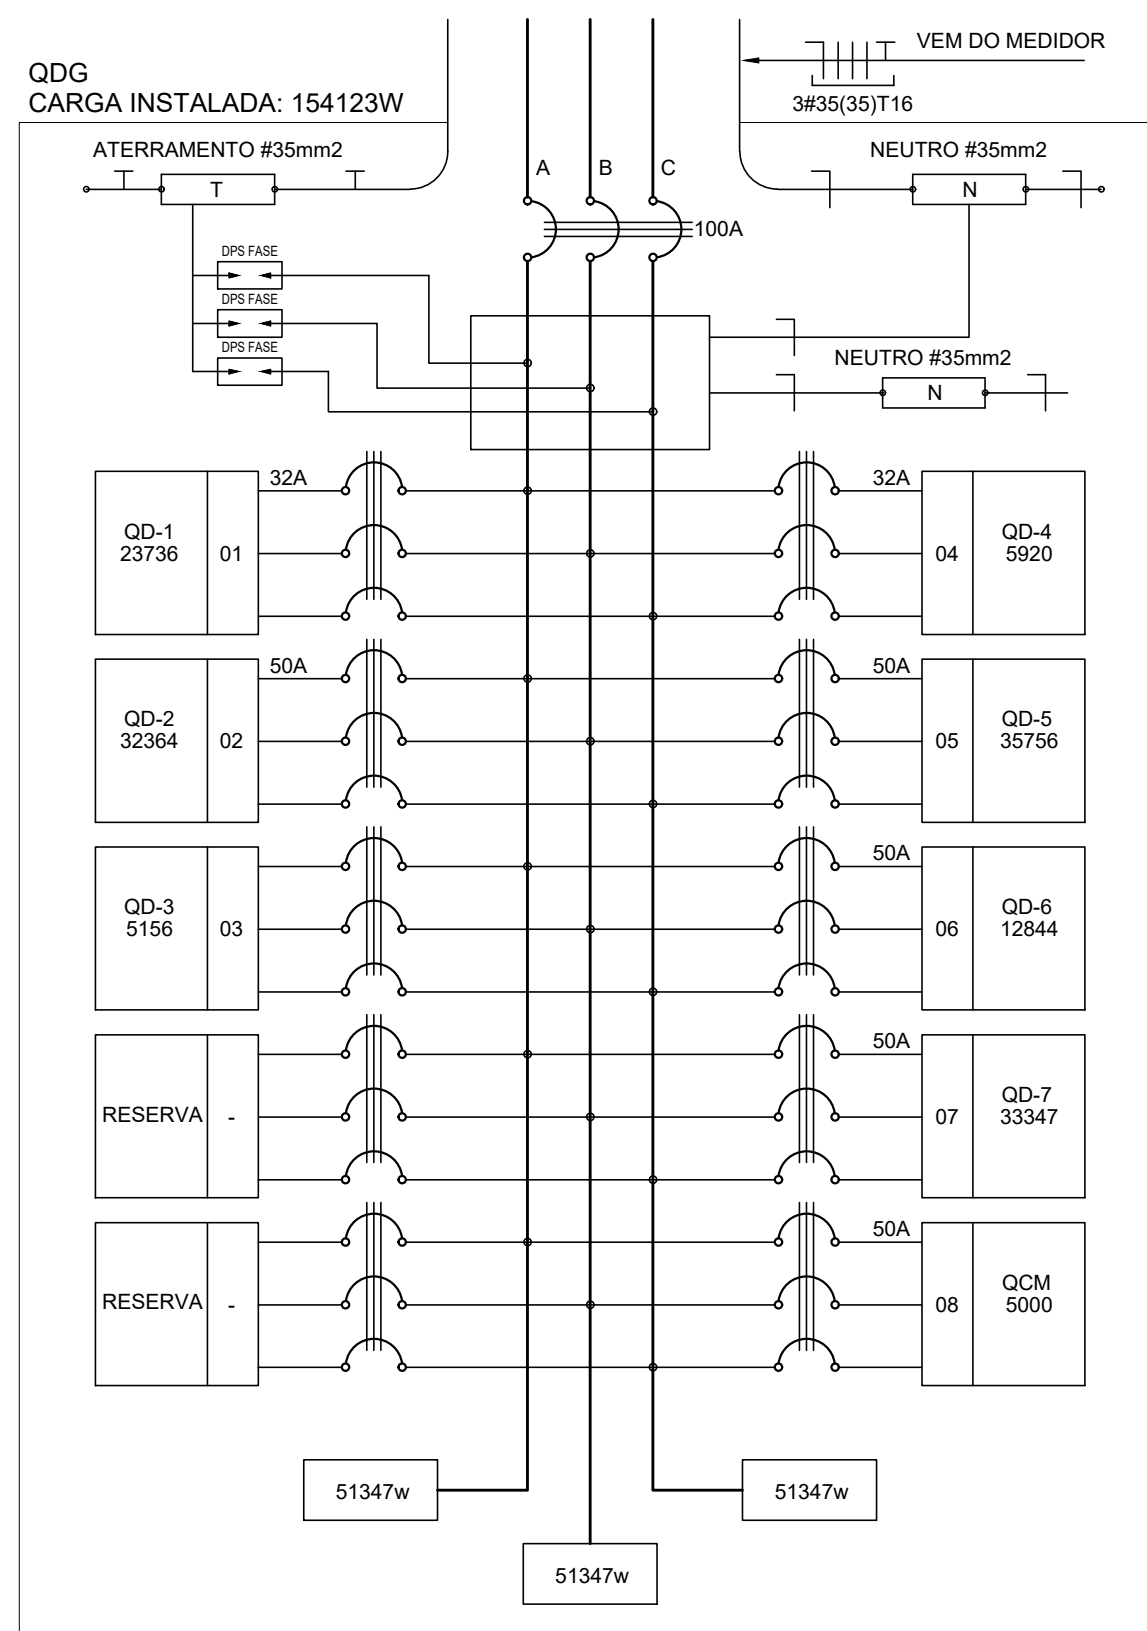 QDG
CARGA INSTALADA: 154123W
VEM DO MEDIDOR
3#35(35)T16
ATERRAMENTO #35mm2
T
A
B
C
100A
NEUTRO #35mm2
N
DPS FASE
DPS FASE
DPS FASE
NEUTRO #35mm2
N
QD-1
23736
01
32A
32A
04
QD-4
5920
QD-2
32364
02
50A
50A
05
QD-5
35756
QD-3
5156
03
50A
06
QD-6
12844
RESERVA
-
50A
07
QD-7
33347
RESERVA
-
50A
08
QCM
5000
51347w
51347w
51347w